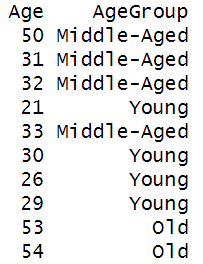 Age AgeGroup
50 Middle-Aged
31 Middle-Aged
32 Middle-Aged
21 Young
33 Middle-Aged
30 Young
26 Young
29 Young
53 Old
54 Old